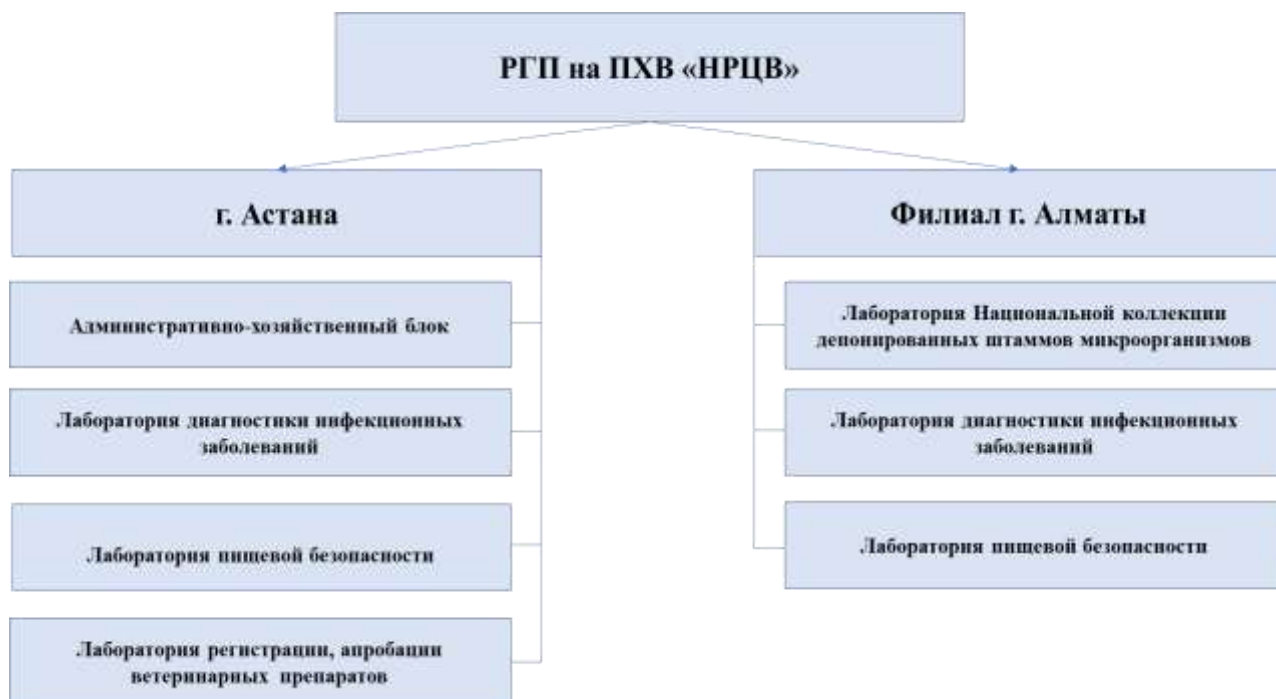 РГП на ПХВ «НРЦВ»
г. Астана
Административно-хозяйственный блок
Лаборатория диагностики инфекционных
заболеваний
Лаборатория пищевой безопасности
Лаборатория регистрации, апробации
ветеринарных препаратов
Филиал г. Алматы
Лаборатория Национальной коллекции
депонированных штаммов микроорганизмов
Лаборатория диагностики инфекционных
заболеваний
Лаборатория пищевой безопасности